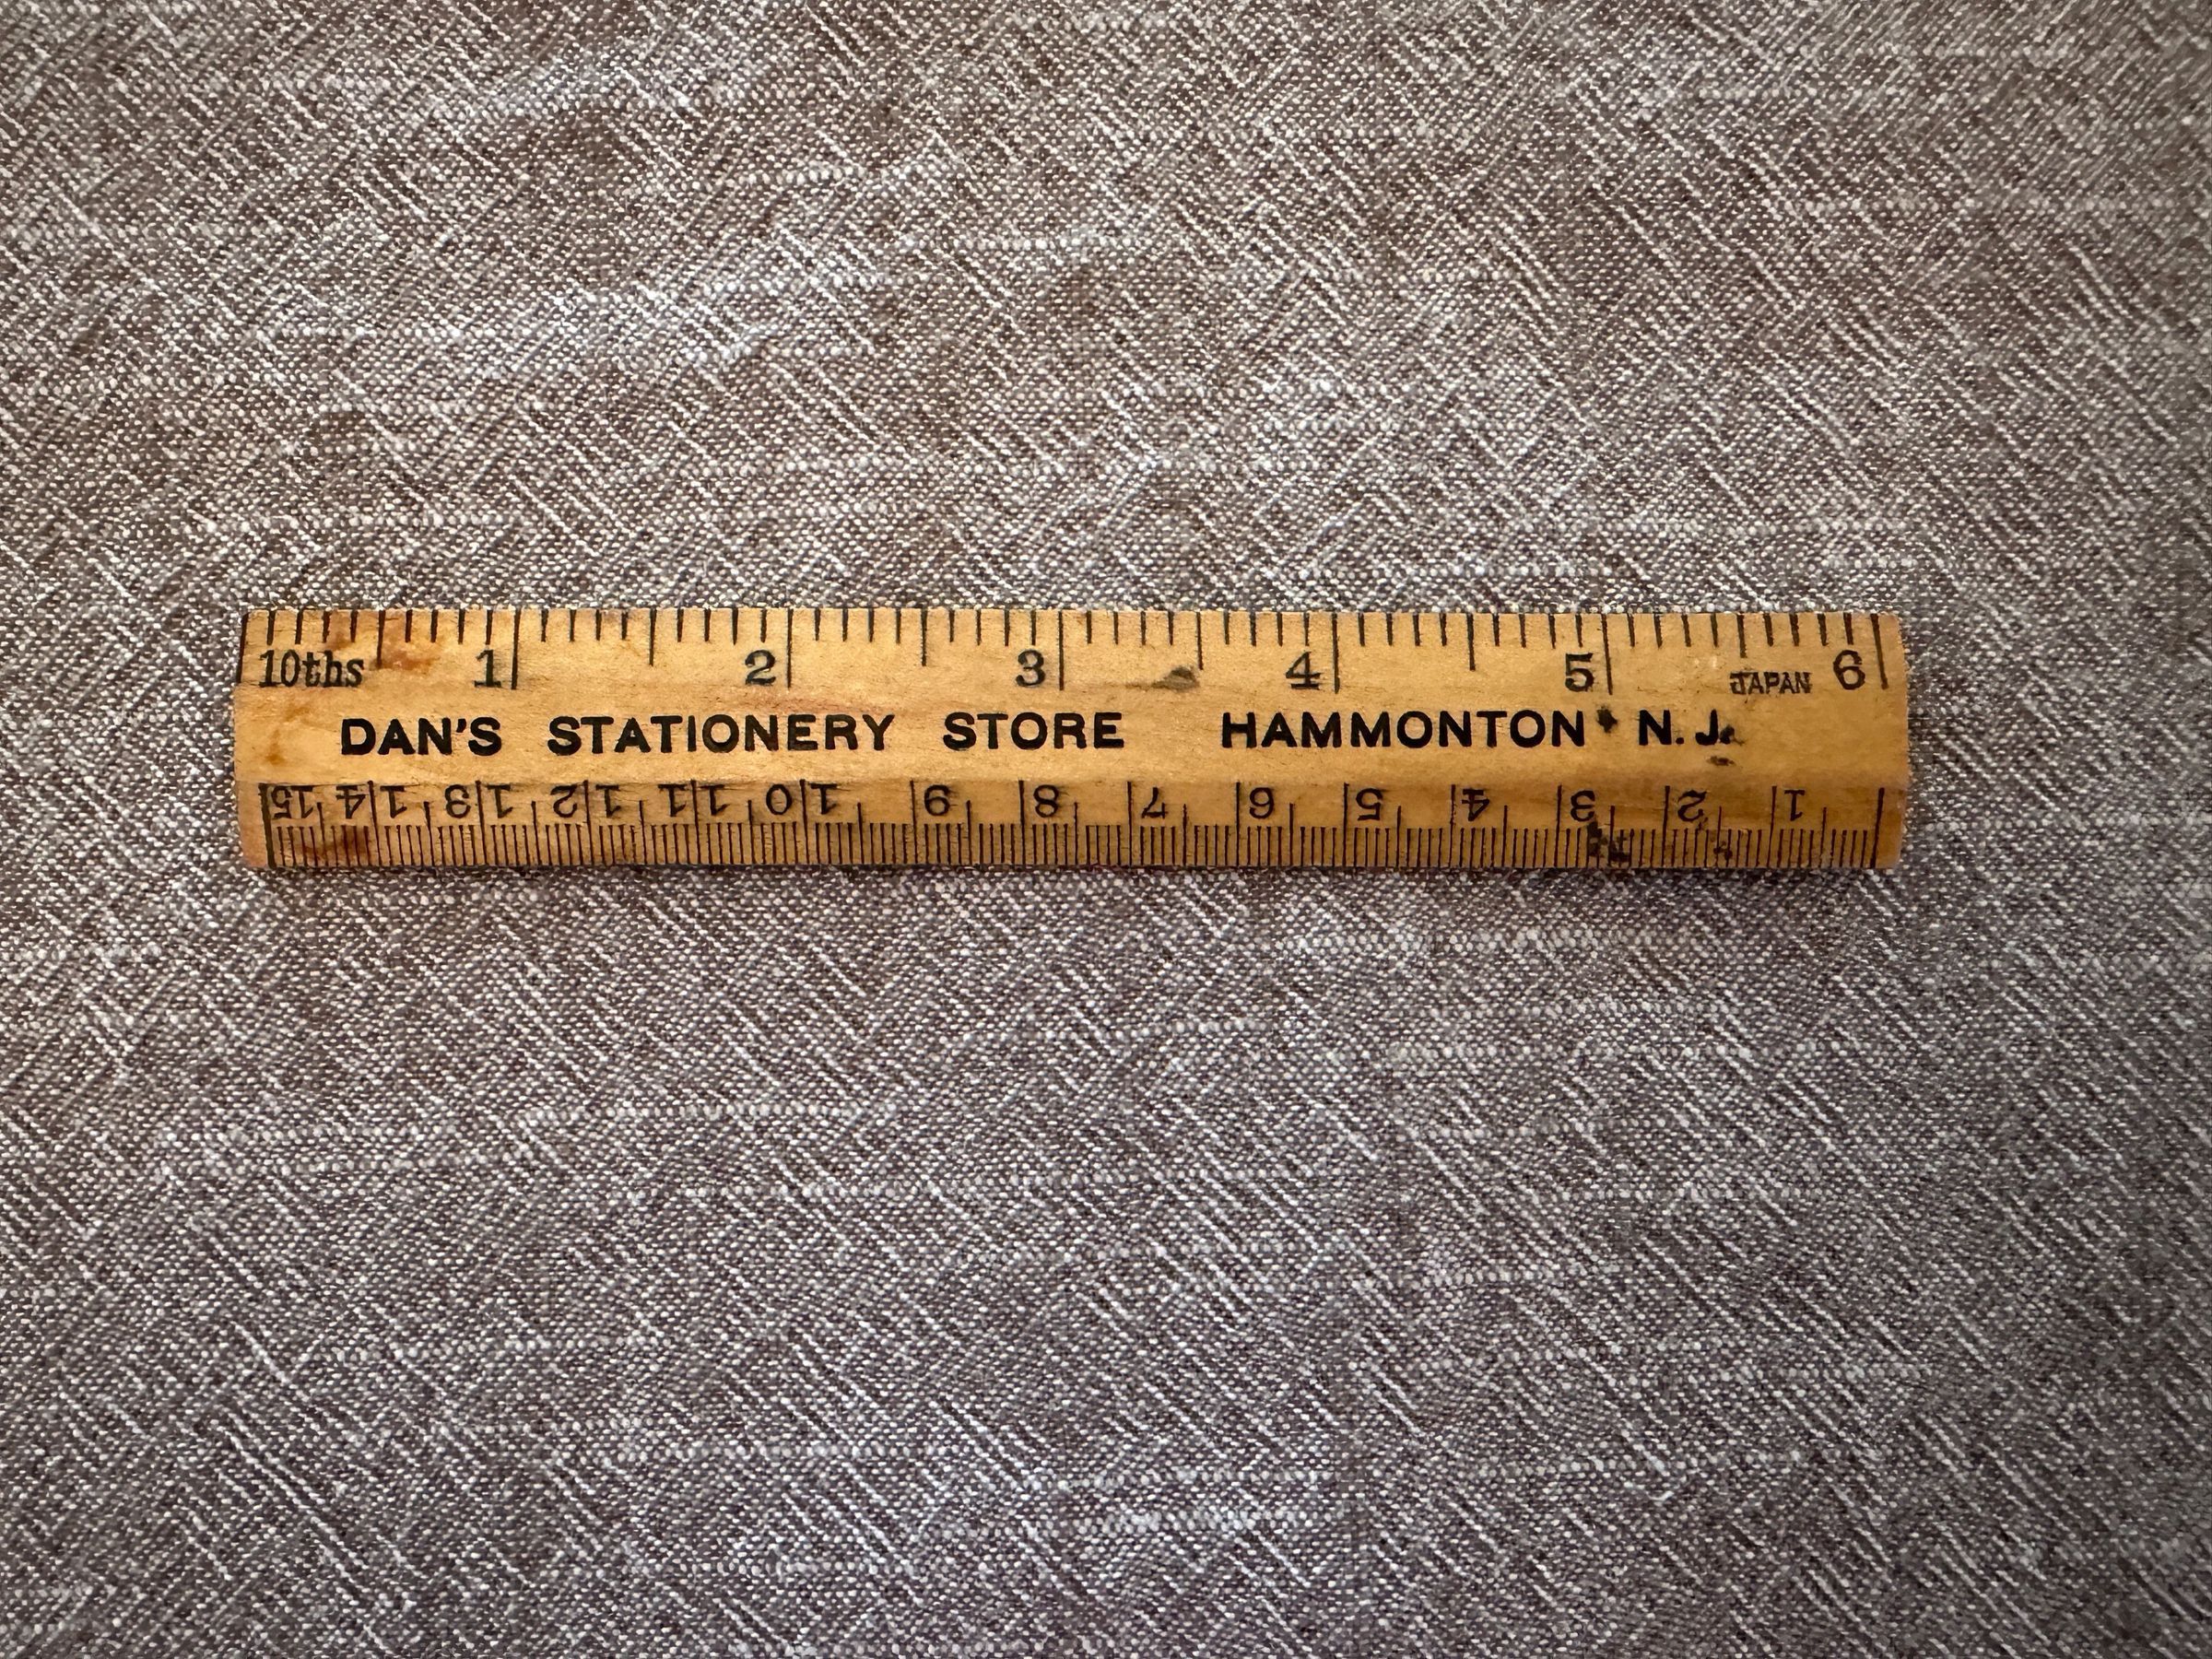 10ths 1 2 3 4 5 JAPAN 6
DAN'S STATIONERY STORE HAMMONTON N.J.
1 2 3 4 5 6 7 8 9 10 11 12 13 14 15